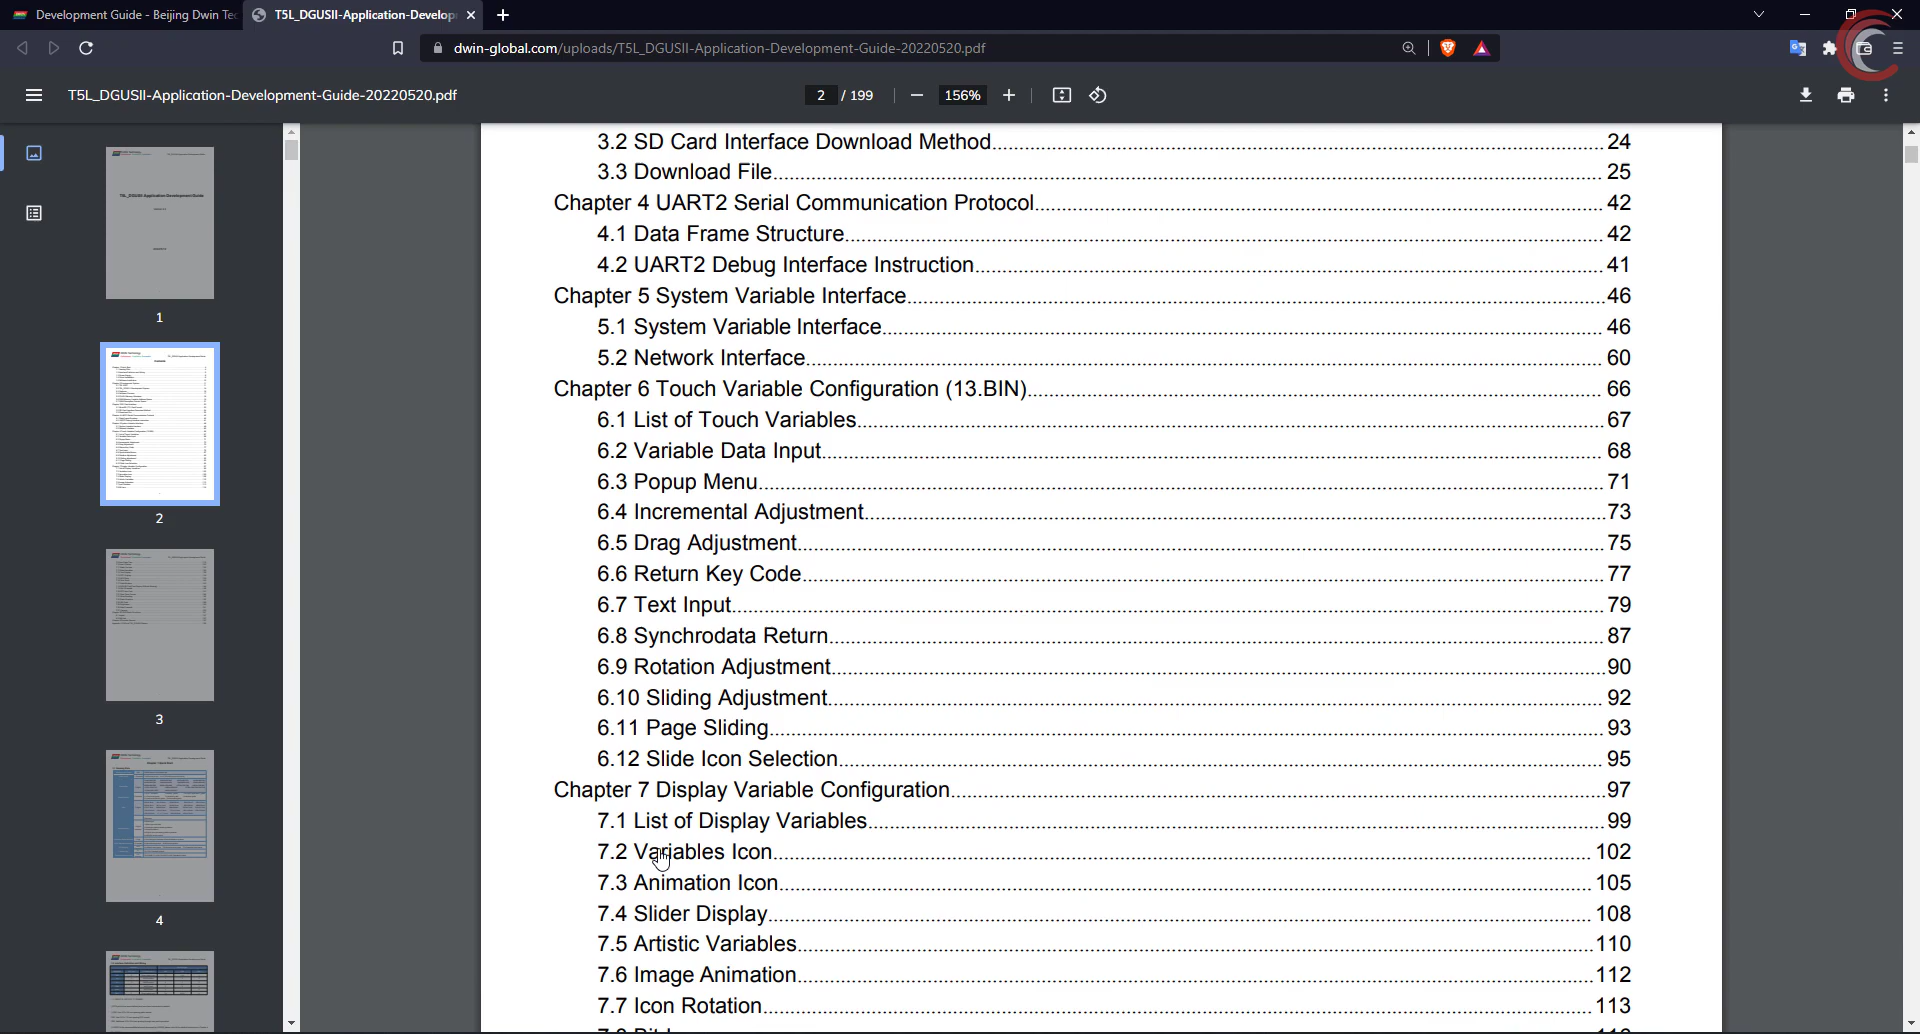 Development Guide - Beijing Dwin Tec
T5L_DGUSII-Application-Develop
dwin-global.com/uploads/T5L_DGUSII-Application-Development-Guide-20220520.pdf
T5L_DGUSII-Application-Development-Guide-20220520.pdf
2 / 199
156%
3.2 SD Card Interface Download Method 24
3.3 Download File 25
Chapter 4 UART2 Serial Communication Protocol 42
4.1 Data Frame Structure 42
4.2 UART2 Debug Interface Instruction 41
Chapter 5 System Variable Interface 46
5.1 System Variable Interface 46
5.2 Network Interface 60
Chapter 6 Touch Variable Configuration (13.BIN) 66
6.1 List of Touch Variables 67
6.2 Variable Data Input 68
6.3 Popup Menu 71
6.4 Incremental Adjustment 73
6.5 Drag Adjustment 75
6.6 Return Key Code 77
6.7 Text Input 79
6.8 Synchrodata Return 87
6.9 Rotation Adjustment 90
6.10 Sliding Adjustment 92
6.11 Page Sliding 93
6.12 Slide Icon Selection 95
Chapter 7 Display Variable Configuration 97
7.1 List of Display Variables 99
7.2 Variables Icon 102
7.3 Animation Icon 105
7.4 Slider Display 108
7.5 Artistic Variables 110
7.6 Image Animation 112
7.7 Icon Rotation 113
1
2
3
4